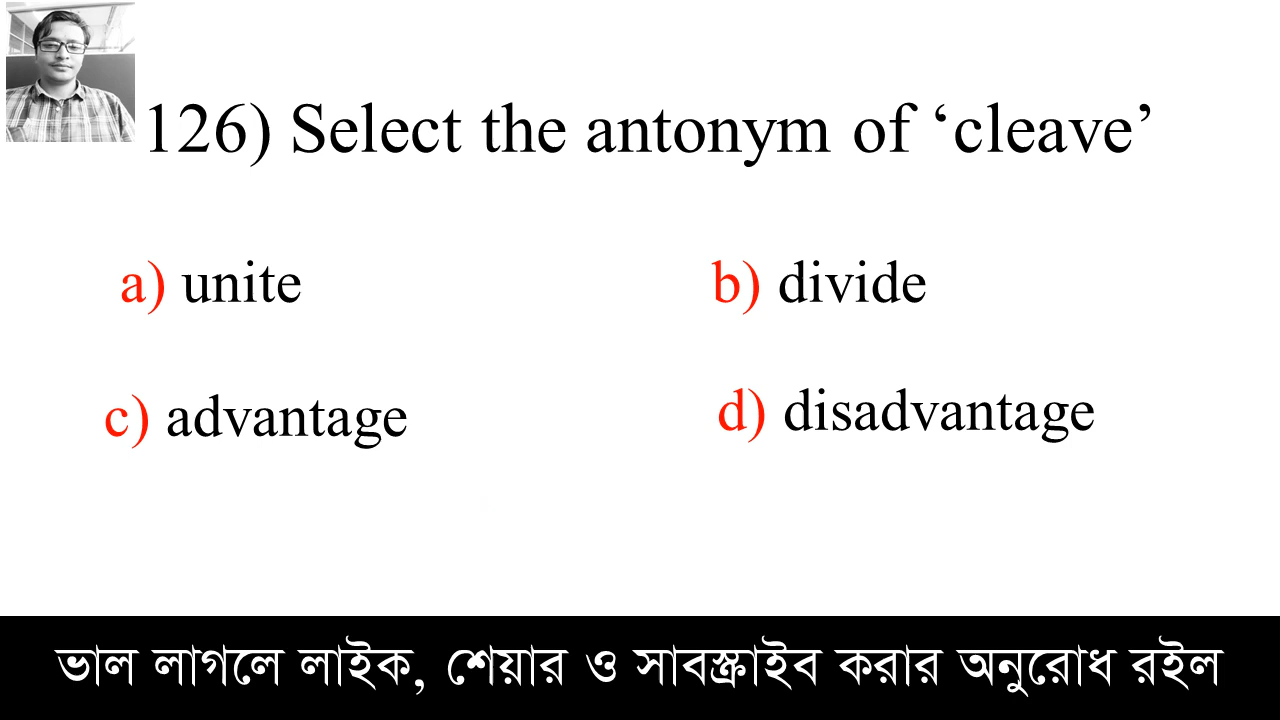 126) Select the antonym of ‘cleave’
a) unite b) divide
c) advantage d) disadvantage
ভাল লাগলে লাইক, শেয়ার ও সাবস্ক্রাইব করার অনুরোধ রইল